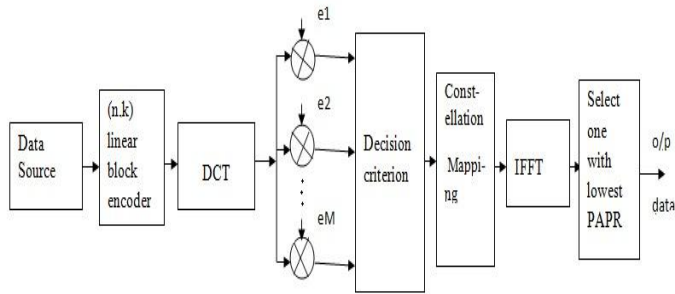 Data
Source
(n.k)
linear
block
encoder
DCT
e1
e2
eM
Decision
criterion
Const-
ellation
Mappi-
ng
IFFT
Select
one
with
lowest
PAPR
o/p
data